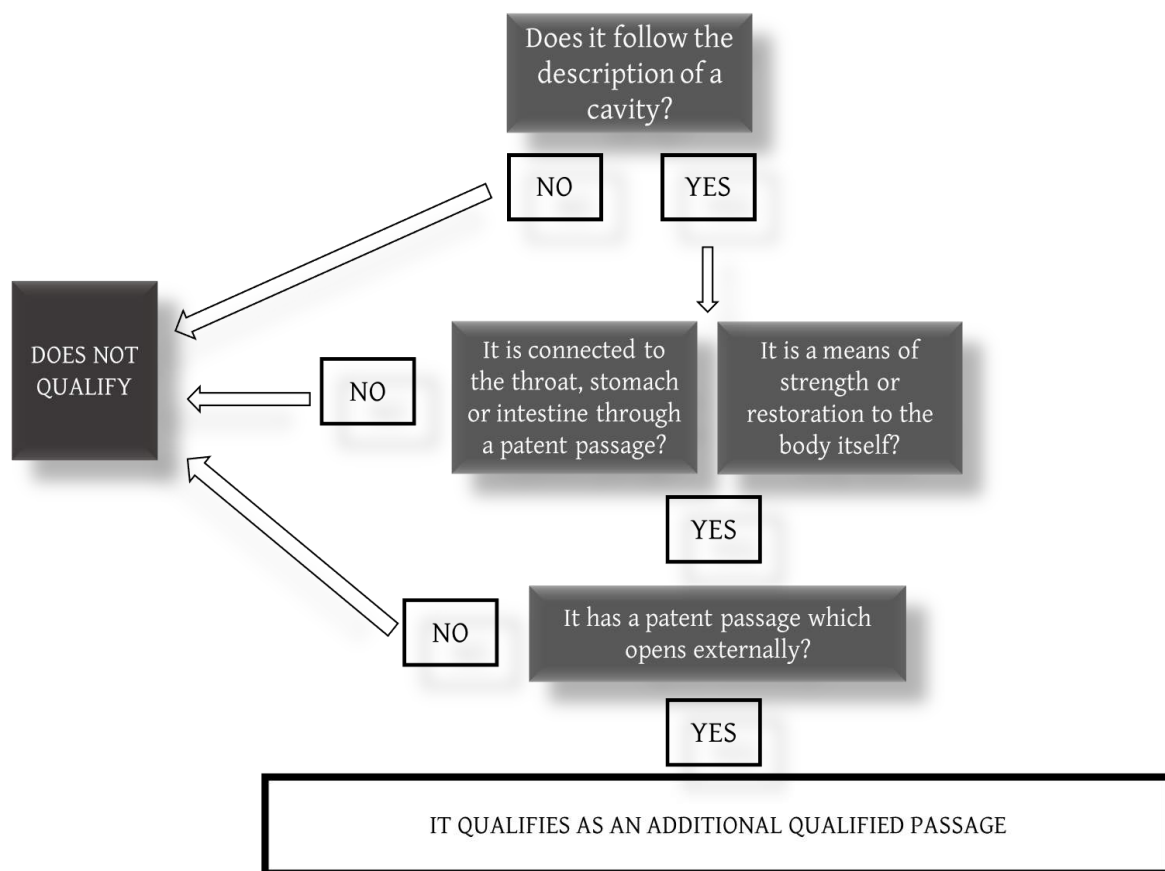 Does it follow the
description of a
cavity?
NO
YES
DOES NOT
QUALIFY
NO
It is connected to
the throat, stomach
or intestine through
a patent passage?
It is a means of
strength or
restoration to the
body itself?
YES
NO
It has a patent passage which
opens externally?
YES
IT QUALIFIES AS AN ADDITIONAL QUALIFIED PASSAGE